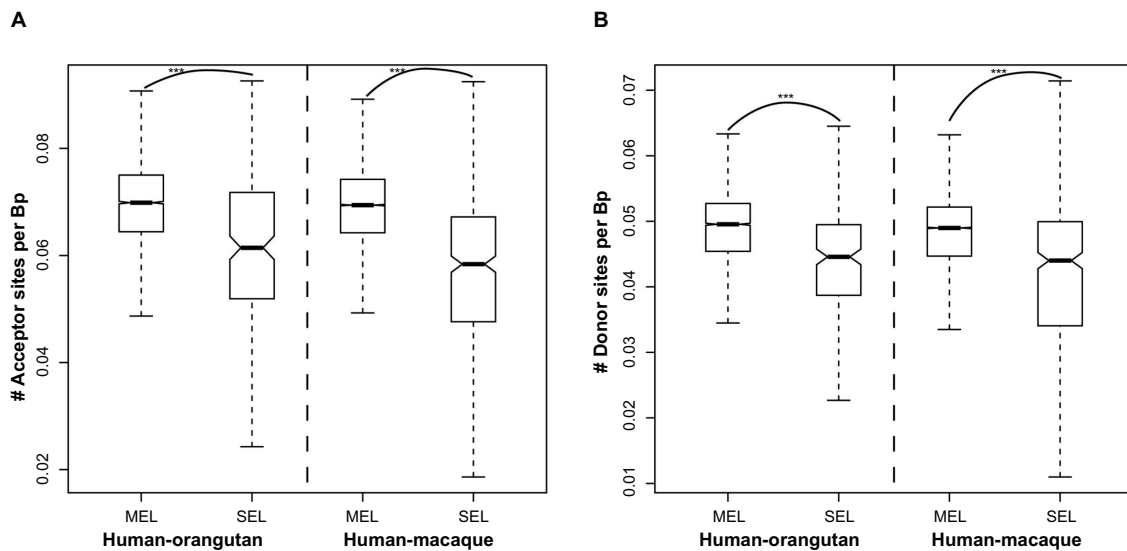 A
B
# Acceptor sites per Bp
0.08
0.06
0.04
0.02
***
***
MEL
SEL
MEL
SEL
Human-orangutan
Human-macaque
# Donor sites per Bp
0.07
0.06
0.05
0.04
0.03
0.02
0.01
***
***
MEL
SEL
MEL
SEL
Human-orangutan
Human-macaque